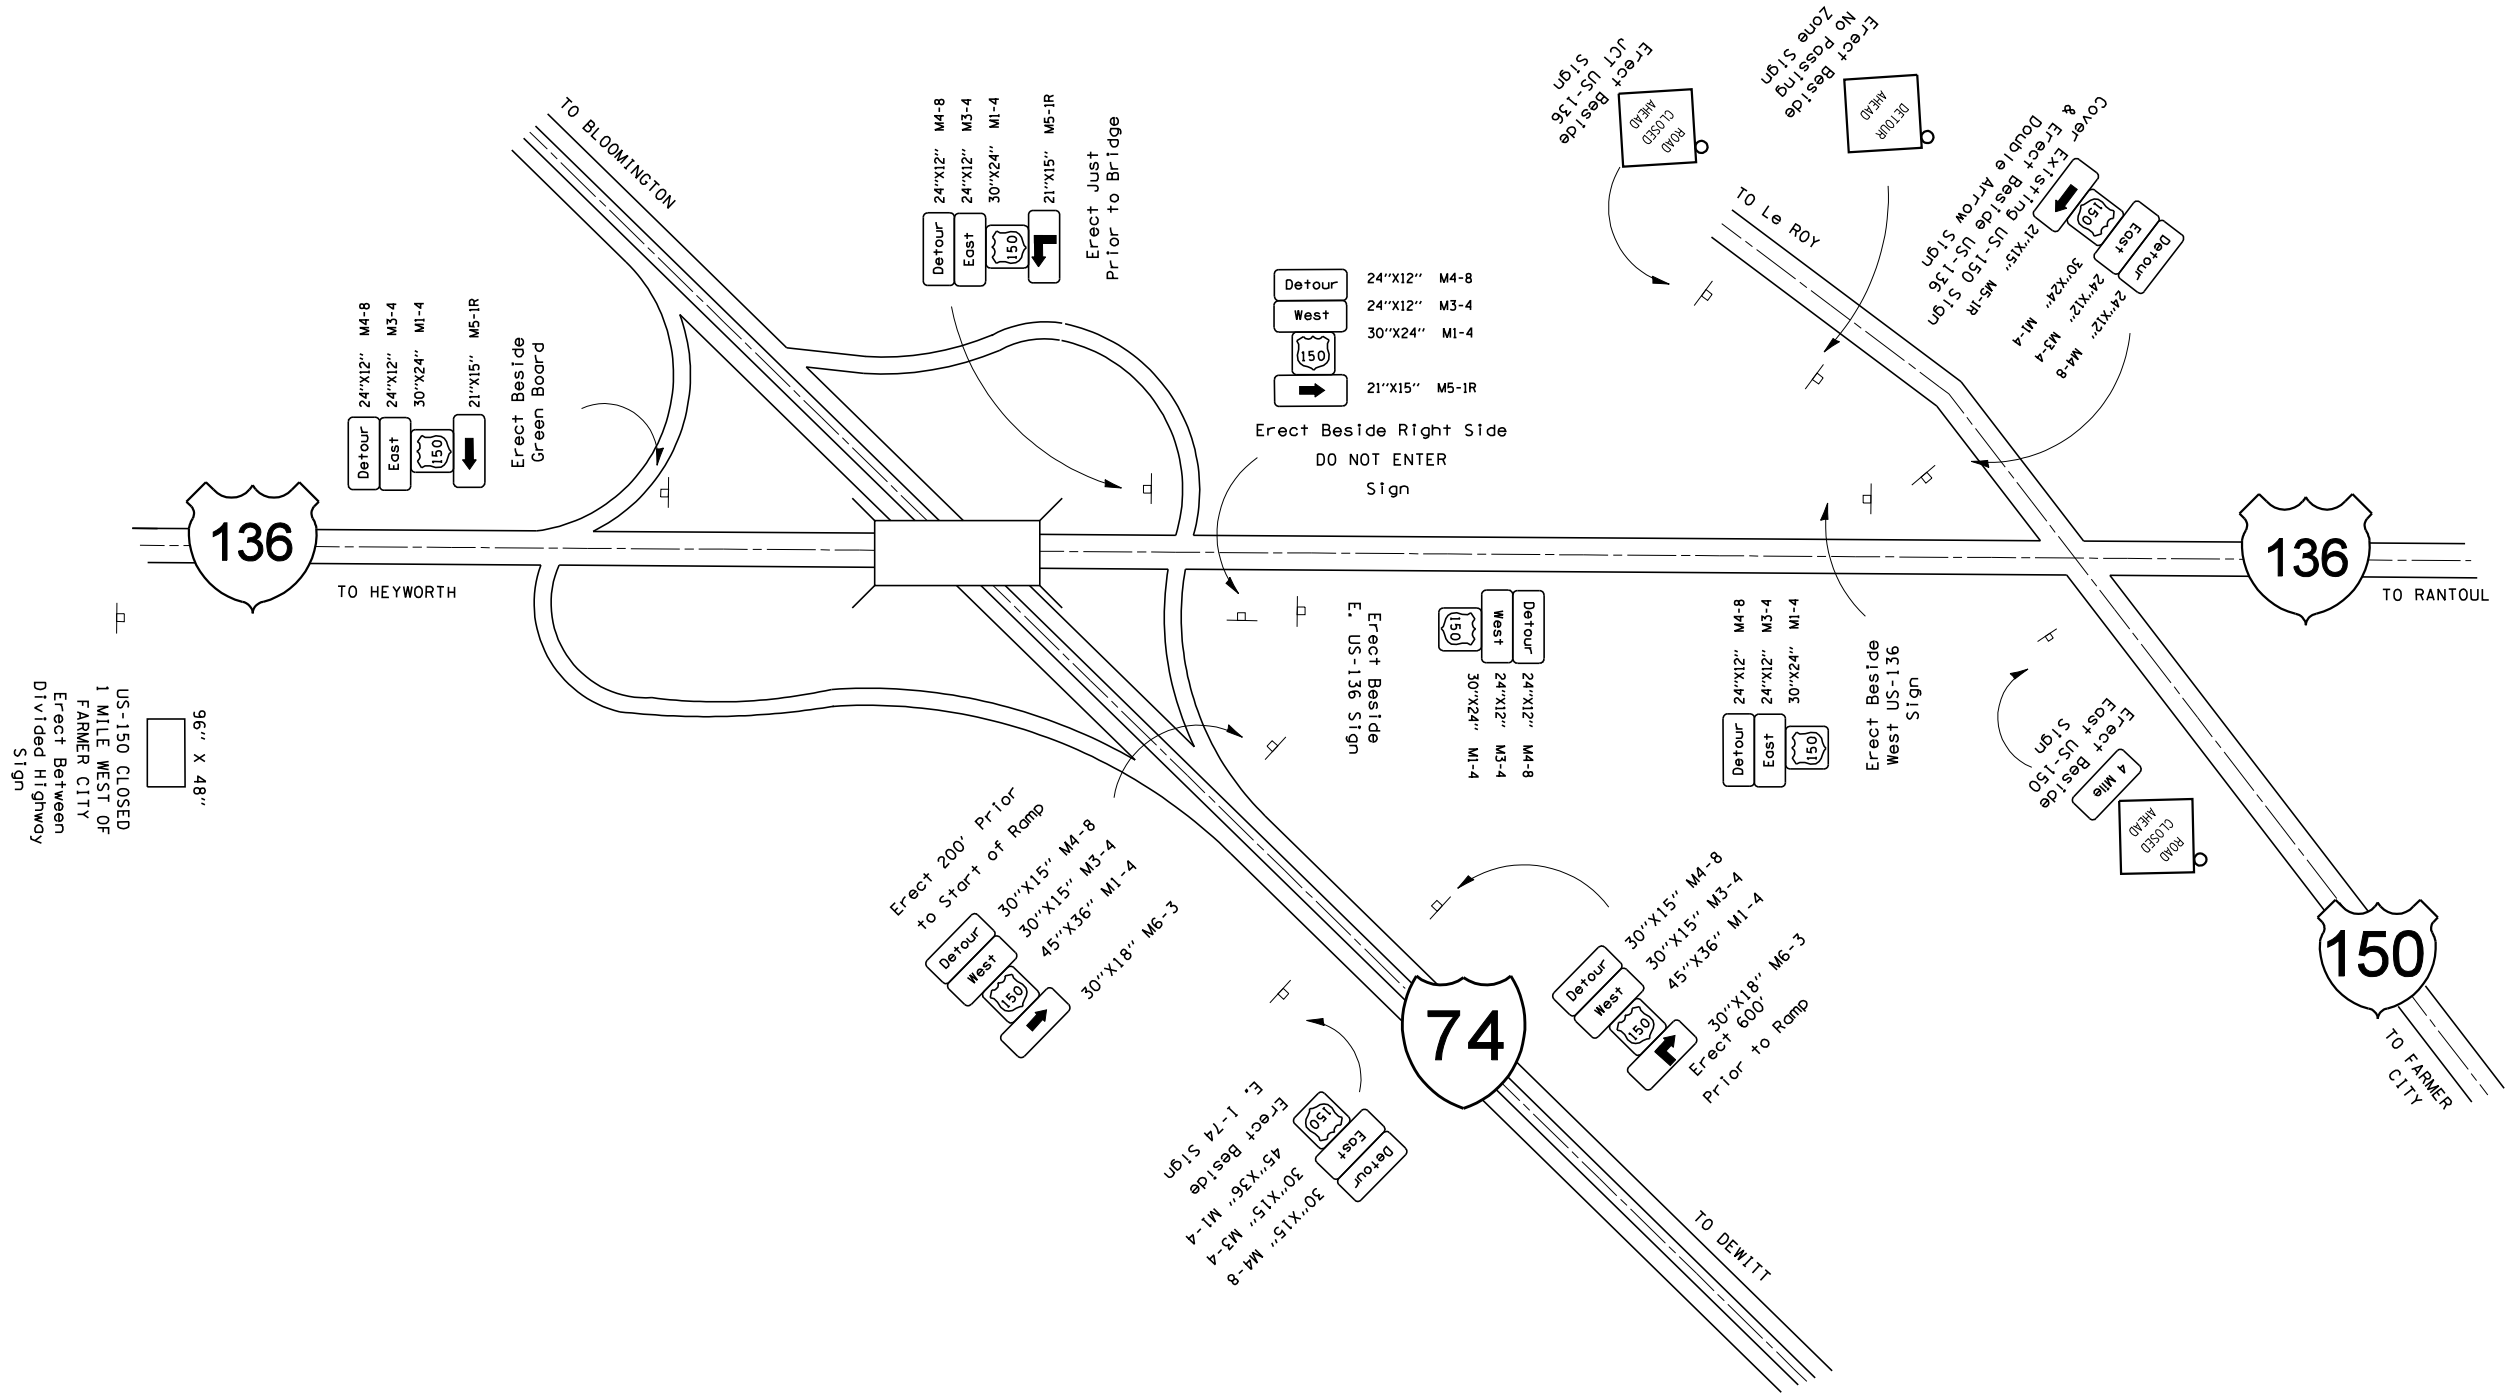 TO BLOOMINGTON
24"X12" M4-8
24"X12" M3-4
30"X24" M1-4
21"X15" M5-1R
Detour
East
150
Erect Just
Prior to Bridge
24"X12" M4-8
24"X12" M3-4
30"X24" M1-4
21"X15" M5-1R
Detour
East
150
Erect Beside
Green Board
Detour
West
150
24"X12" M4-8
24"X12" M3-4
30"X24" M1-4
21"X15" M5-1R
Erect Beside Right Side
DO NOT ENTER
Sign
Erect Beside
JCT US-136
Sign
ROAD
CLOSED
AHEAD
Erect Beside
No Passing
Zone Sign
DETOUR
AHEAD
Cover Existing US-150 Sign
& Erect Beside US-136
Double Arrow Sign
Detour
East
150
24"X12" M4-8
24"X12" M3-4
30"X24" M1-4
21"X15" M5-1R
TO Le ROY
136
TO HEYWORTH
136
TO RANTOUL
96" X 48"
US-150 CLOSED
1 MILE WEST OF
FARMER CITY
Erect Between
Divided Highway
Sign
Erect Beside
E. US-136 Sign
Detour
West
150
24"X12" M4-8
24"X12" M3-4
30"X24" M1-4
24"X12" M4-8
24"X12" M3-4
30"X24" M1-4
Detour
East
150
Erect Beside
West US-136
Sign
Erect Beside
East US-150
Sign
4 Mile
ROAD
CLOSED
AHEAD
Erect 200' Prior
to Start of Ramp
Detour
West
150
30"X15" M4-8
30"X15" M3-4
45"X36" M1-4
30"X18" M6-3
Detour
West
150
30"X15" M4-8
30"X15" M3-4
45"X36" M1-4
30"X18" M6-3
Erect 600'
Prior to Ramp
150
TO FARMER
CITY
74
Erect Beside
E. I-74 Sign
Detour
East
150
30"X15" M4-8
30"X15" M3-4
45"X36" M1-4
TO DEWITT